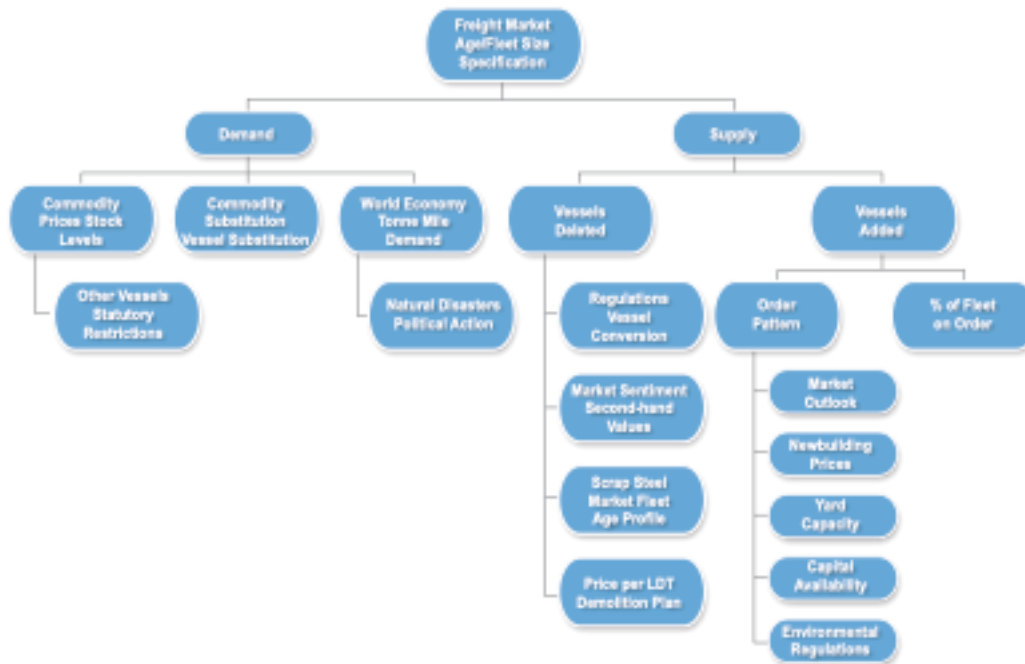 Freight Market
Age/Fleet Size
Specification
Demand
Supply
Commodity
Prices Stock
Levels
Commodity
Substitution
Vessel Substitution
World Economy
Tonne Mile
Demand
Vessels
Deleted
Vessels
Added
Other Vessels
Statutory
Restrictions
Natural Disasters
Political Action
Regulations
Vessel
Conversion
Order
Pattern
% of Fleet
on Order
Market Sentiment
Second-hand
Values
Market
Outlook
Newbuilding
Prices
Scrap Steel
Market Fleet
Age Profile
Yard
Capacity
Capital
Availability
Price per LDT
Demolition Plan
Environmental
Regulations